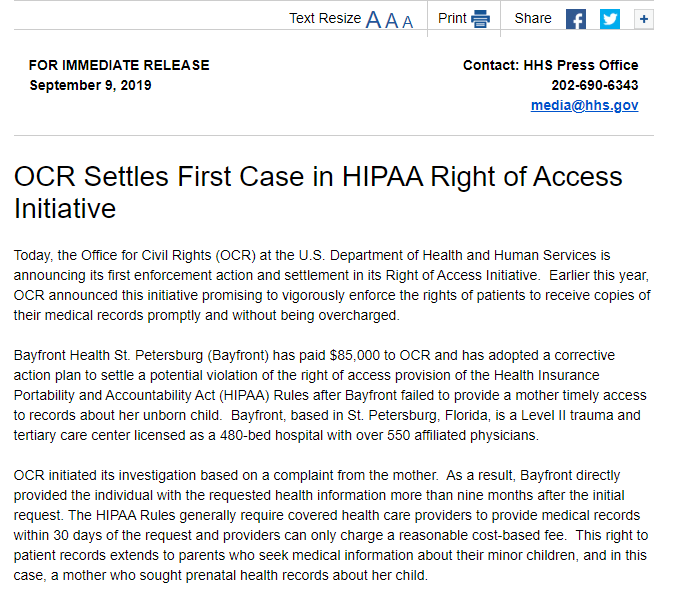 Text Resize A A A Print Share f +
FOR IMMEDIATE RELEASE
September 9, 2019
Contact: HHS Press Office
202-690-6343
media@hhs.gov
OCR Settles First Case in HIPAA Right of Access
Initiative
Today, the Office for Civil Rights (OCR) at the U.S. Department of Health and Human Services is
announcing its first enforcement action and settlement in its Right of Access Initiative.  Earlier this year,
OCR announced this initiative promising to vigorously enforce the rights of patients to receive copies of
their medical records promptly and without being overcharged.
Bayfront Health St. Petersburg (Bayfront) has paid $85,000 to OCR and has adopted a corrective
action plan to settle a potential violation of the right of access provision of the Health Insurance
Portability and Accountability Act (HIPAA) Rules after Bayfront failed to provide a mother timely access
to records about her unborn child.  Bayfront, based in St. Petersburg, Florida, is a Level II trauma and
tertiary care center licensed as a 480-bed hospital with over 550 affiliated physicians.
OCR initiated its investigation based on a complaint from the mother.  As a result, Bayfront directly
provided the individual with the requested health information more than nine months after the initial
request. The HIPAA Rules generally require covered health care providers to provide medical records
within 30 days of the request and providers can only charge a reasonable cost-based fee.  This right to
patient records extends to parents who seek medical information about their minor children, and in this
case, a mother who sought prenatal health records about her child.